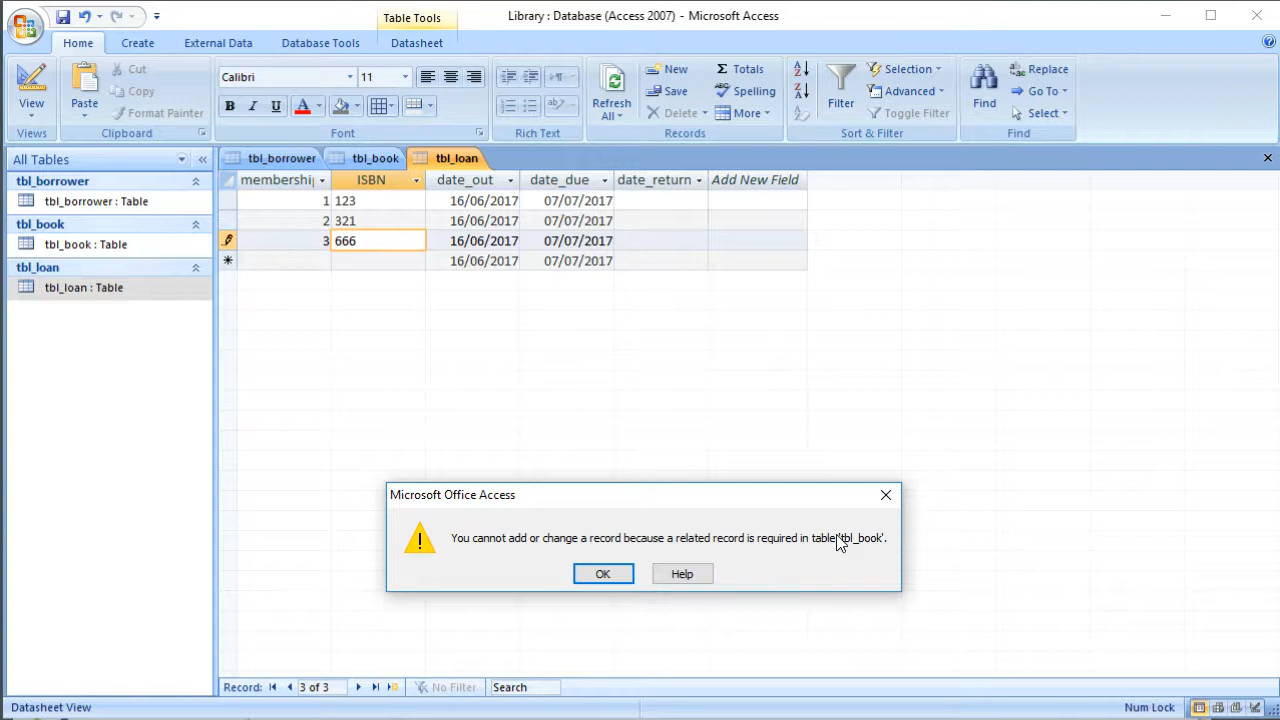 Table Tools
Library : Database (Access 2007) - Microsoft Access
Home Create External Data Database Tools Datasheet
View
Views
Paste
Cut
Copy
Format Painter
Clipboard
Calibri 11
B I U A
Font
ab
Rich Text
Refresh
All
New
Save
Delete
Σ Totals
ABC Spelling
More
Records
A
Z
Z
A
Filter
Selection
Advanced
Toggle Filter
Sort & Filter
Find
Replace
Go To
Select
Find
All Tables
tbl_borrower
tbl_borrower : Table
tbl_book
tbl_book : Table
tbl_loan
tbl_loan : Table
tbl_borrower tbl_book tbl_loan
membershi ISBN date_out date_due date_return Add New Field
1 123 16/06/2017 07/07/2017
2 321 16/06/2017 07/07/2017
3 666 16/06/2017 07/07/2017
16/06/2017 07/07/2017
Microsoft Office Access
You cannot add or change a record because a related record is required in table 'tbl_book'.
OK Help
Record: 3 of 3 No Filter Search
Datasheet View
Num Lock